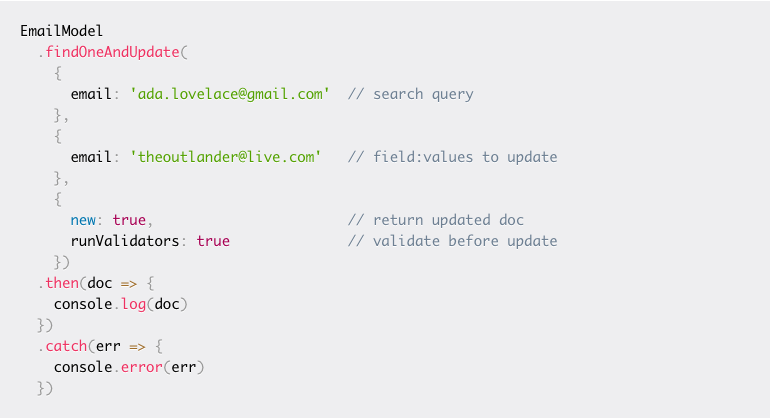 EmailModel
  .findOneAndUpdate(
    {
      email: 'ada.lovelace@gmail.com'  // search query
    },
    {
      email: 'theoutlander@live.com'   // field:values to update
    },
    {
      new: true,                       // return updated doc
      runValidators: true              // validate before update
    })
  .then(doc => {
    console.log(doc)
  })
  .catch(err => {
    console.error(err)
  })